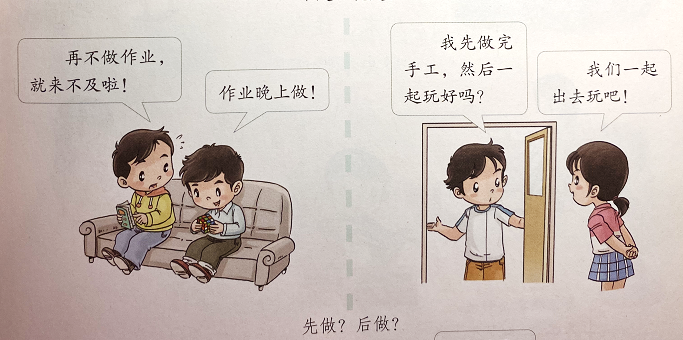 再不做作业，
就来不及啦！
作业晚上做！
我先做完
手工，然后一
起玩好吗？
我们一起
出去玩吧！
先做？后做？